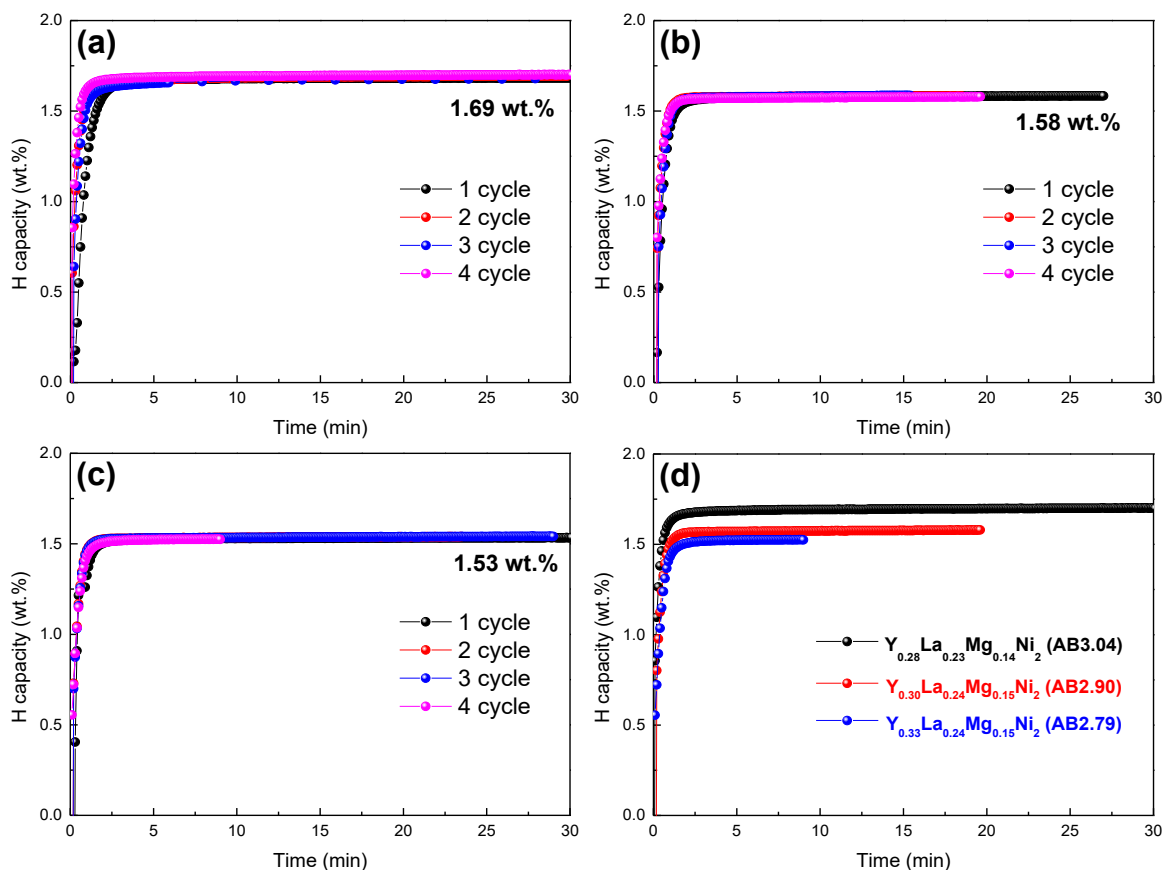 (a)
2.0
1.5
1.0
0.5
0.0
H capacity (wt.%)
1.69 wt.%
1 cycle
2 cycle
3 cycle
4 cycle
0 5 10 15 20 25 30
Time (min)
(b)
2.0
1.5
1.0
0.5
0.0
H capacity (wt.%)
1.58 wt.%
1 cycle
2 cycle
3 cycle
4 cycle
0 5 10 15 20 25 30
Time (min)
(c)
2.0
1.5
1.0
0.5
0.0
H capacity (wt.%)
1.53 wt.%
1 cycle
2 cycle
3 cycle
4 cycle
0 5 10 15 20 25 30
Time (min)
(d)
2.0
1.5
1.0
0.5
0.0
H capacity (wt.%)
Y0.28La0.23Mg0.14Ni2 (AB3.04)
Y0.30La0.24Mg0.15Ni2 (AB2.90)
Y0.33La0.24Mg0.15Ni2 (AB2.79)
0 5 10 15 20 25 30
Time (min)